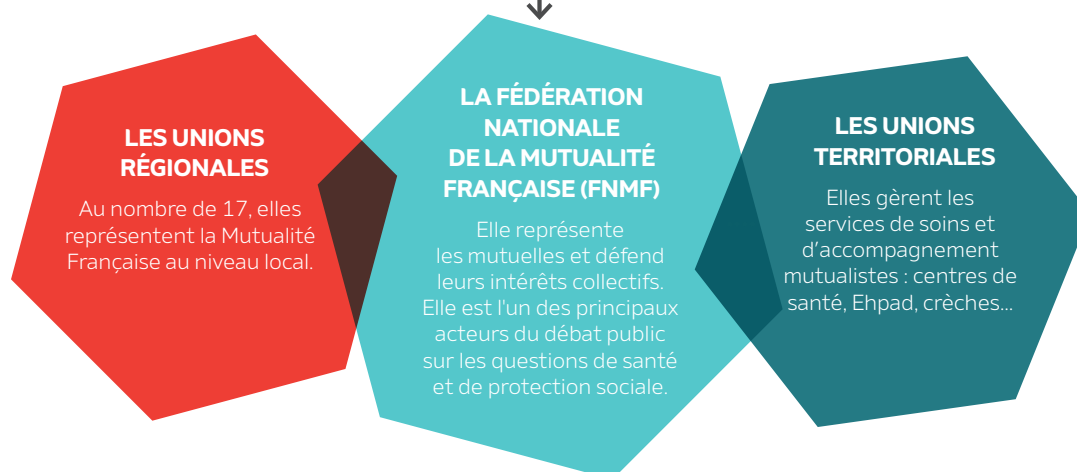 LES UNIONS
RÉGIONALES
Au nombre de 17, elles
représentent la Mutualité
Française au niveau local.
LA FÉDÉRATION
NATIONALE
DE LA MUTUALITÉ
FRANÇAISE (FNMF)
Elle représente
les mutuelles et défend
leurs intérêts collectifs.
Elle est l'un des principaux
acteurs du débat public
sur les questions de santé
et de protection sociale.
LES UNIONS
TERRITORIALES
Elles gèrent les
services de soins et
d'accompagnement
mutualistes : centres de
santé, Ehpad, crèches...